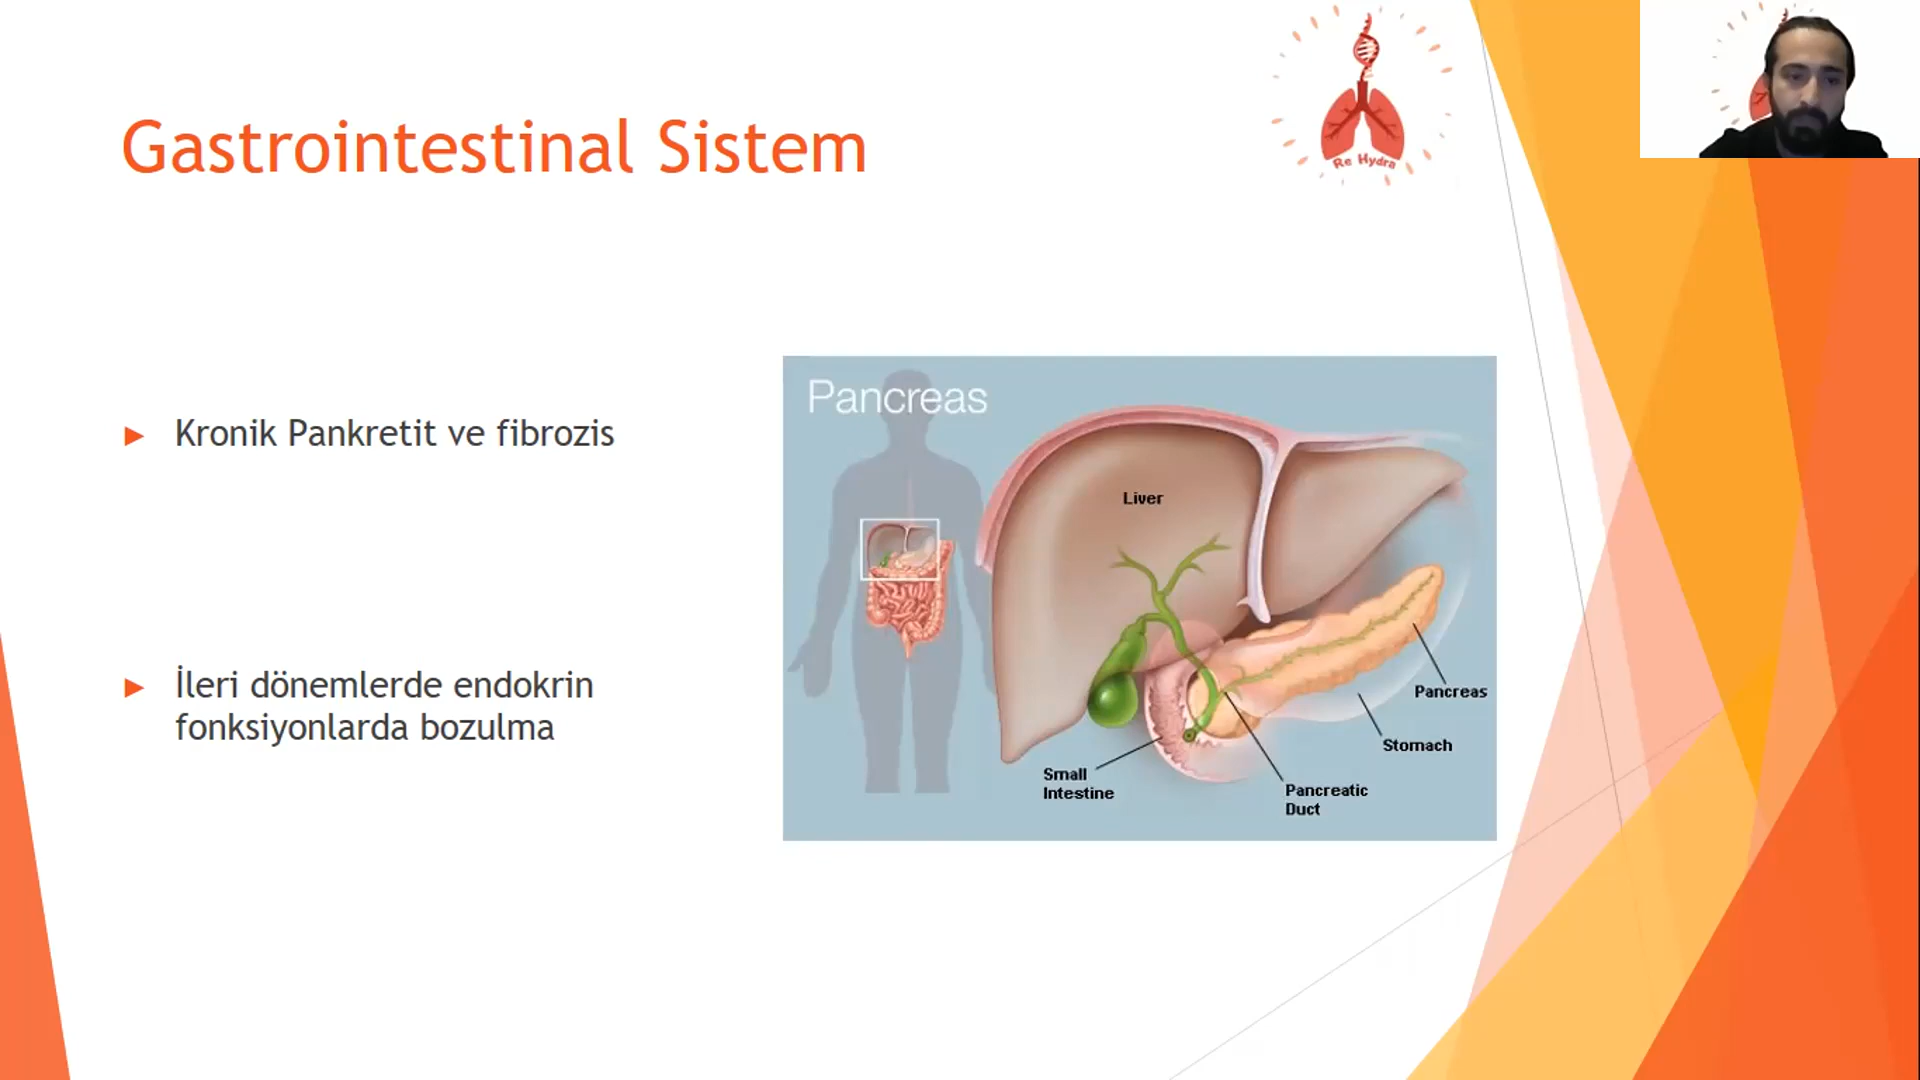 Gastrointestinal Sistem
Re Hydra
Kronik Pankretit ve fibrozis
İleri dönemlerde endokrin
fonksiyonlarda bozulma
Pancreas
Liver
Pancreas
Stomach
Small
Intestine
Pancreatic
Duct